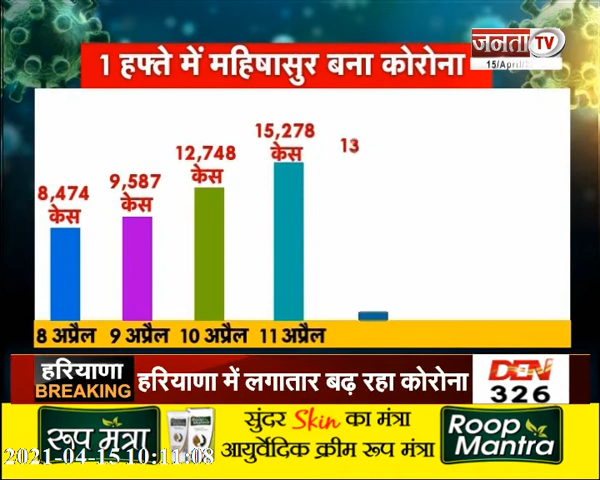 जनता TV
15/April/2
1 हफ्ते में महिषासुर बना कोरोना
8,474
केस
9,587
केस
12,748
केस
15,278
केस
13
8 अप्रैल 9 अप्रैल 10 अप्रैल 11 अप्रैल
हरियाणा
BREAKING
हरियाणा में लगातार बढ़ रहा कोरोना
DEN
326
रूप मंत्रा
सुंदर Skin का मंत्रा
आयुर्वेदिक क्रीम रूप मंत्रा
Roop
Mantra
2021-04-15 10:11:08